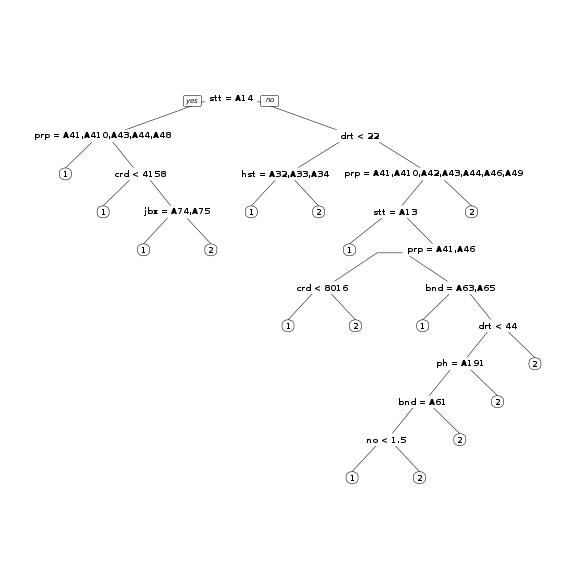 yes stt = A14 no
prp = A41,A410,A43,A44,A48 drt < 22
1 crd < 4158 hst = A32,A33,A34 prp = A41,A410,A42,A43,A44,A46,A49
1 jbx = A74,A75 1 2 stt = A13 2
1 2 1 prp = A41,A46
crd < 8016 bnd = A63,A65
1 2 1 drt < 44
ph = A191 2
bnd = A61 2
no < 1.5 2
1 2